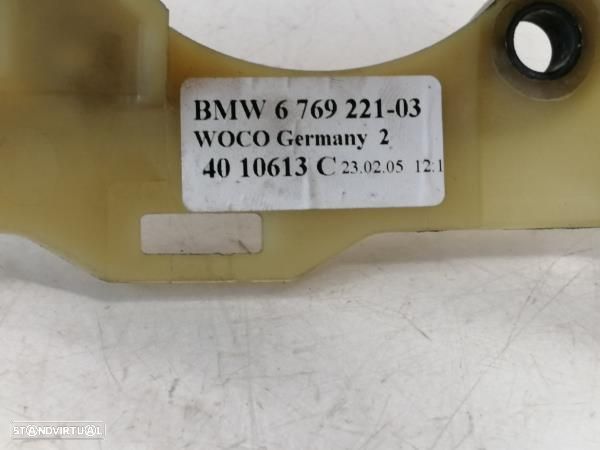 BMW 6 769 221-03
WOCO Germany 2
40 10613 C 23.02.05 12:1
STANDVIRTUAL